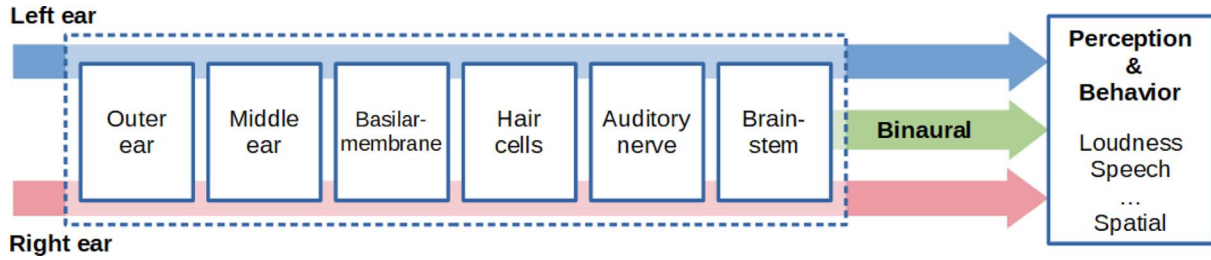 Left ear
Outer
ear
Middle
ear
Basilar-
membrane
Hair
cells
Auditory
nerve
Brain-
stem
Binaural
Perception
&
Behavior
Loudness
Speech
...
Spatial
Right ear